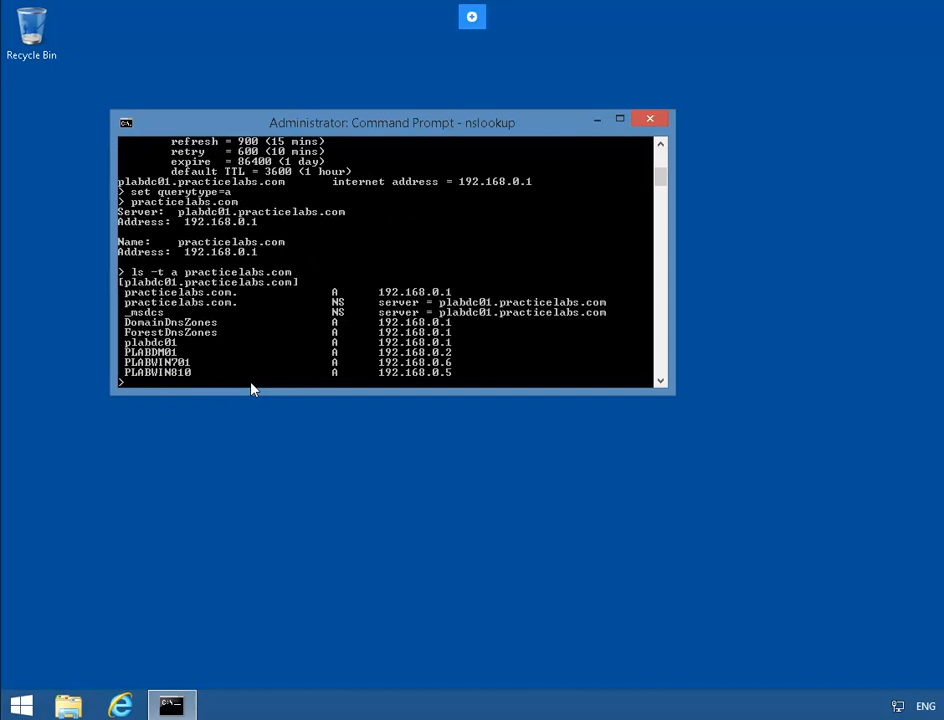 Recycle Bin
Administrator: Command Prompt - nslookup
refresh = 900 (15 mins)
retry = 600 (10 mins)
expire = 86400 (1 day)
default TTL = 3600 (1 hour)
plabdc01.practicelabs.com internet address = 192.168.0.1
> set querytype=a
> practicelabs.com
Server: plabdc01.practicelabs.com
Address: 192.168.0.1
Name: practicelabs.com
Address: 192.168.0.1
> ls -t a practicelabs.com
[plabdc01.practicelabs.com]
practicelabs.com. A 192.168.0.1
practicelabs.com. NS server = plabdc01.practicelabs.com
_msdcs NS server = plabdc01.practicelabs.com
DomainDnsZones A 192.168.0.1
ForestDnsZones A 192.168.0.1
plabdc01 A 192.168.0.1
PLABDM01 A 192.168.0.2
PLABWIN701 A 192.168.0.6
PLABWIN810 A 192.168.0.5
>
ENG